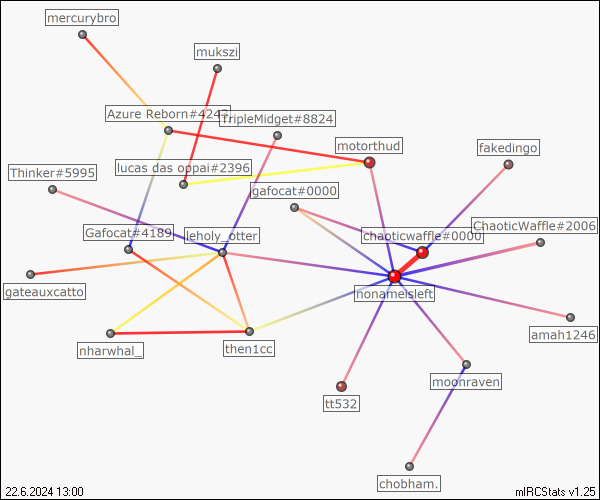 mercurybro
mukszi
Azure Reborn#4243
TripleMidget#8824
motorthud
fakedingo
Thinker#5995
lucas das oppai#2396
gafocat#0000
Gafocat#4189
leholy_otter
chaoticwaffle#0000
ChaoticWaffle#2006
gateauxcatto
nonameisleft
nharwhal_
then1cc
amah1246
moonraven
tt532
chobham.
22.6.2024 13:00
mIRCStats v1.25